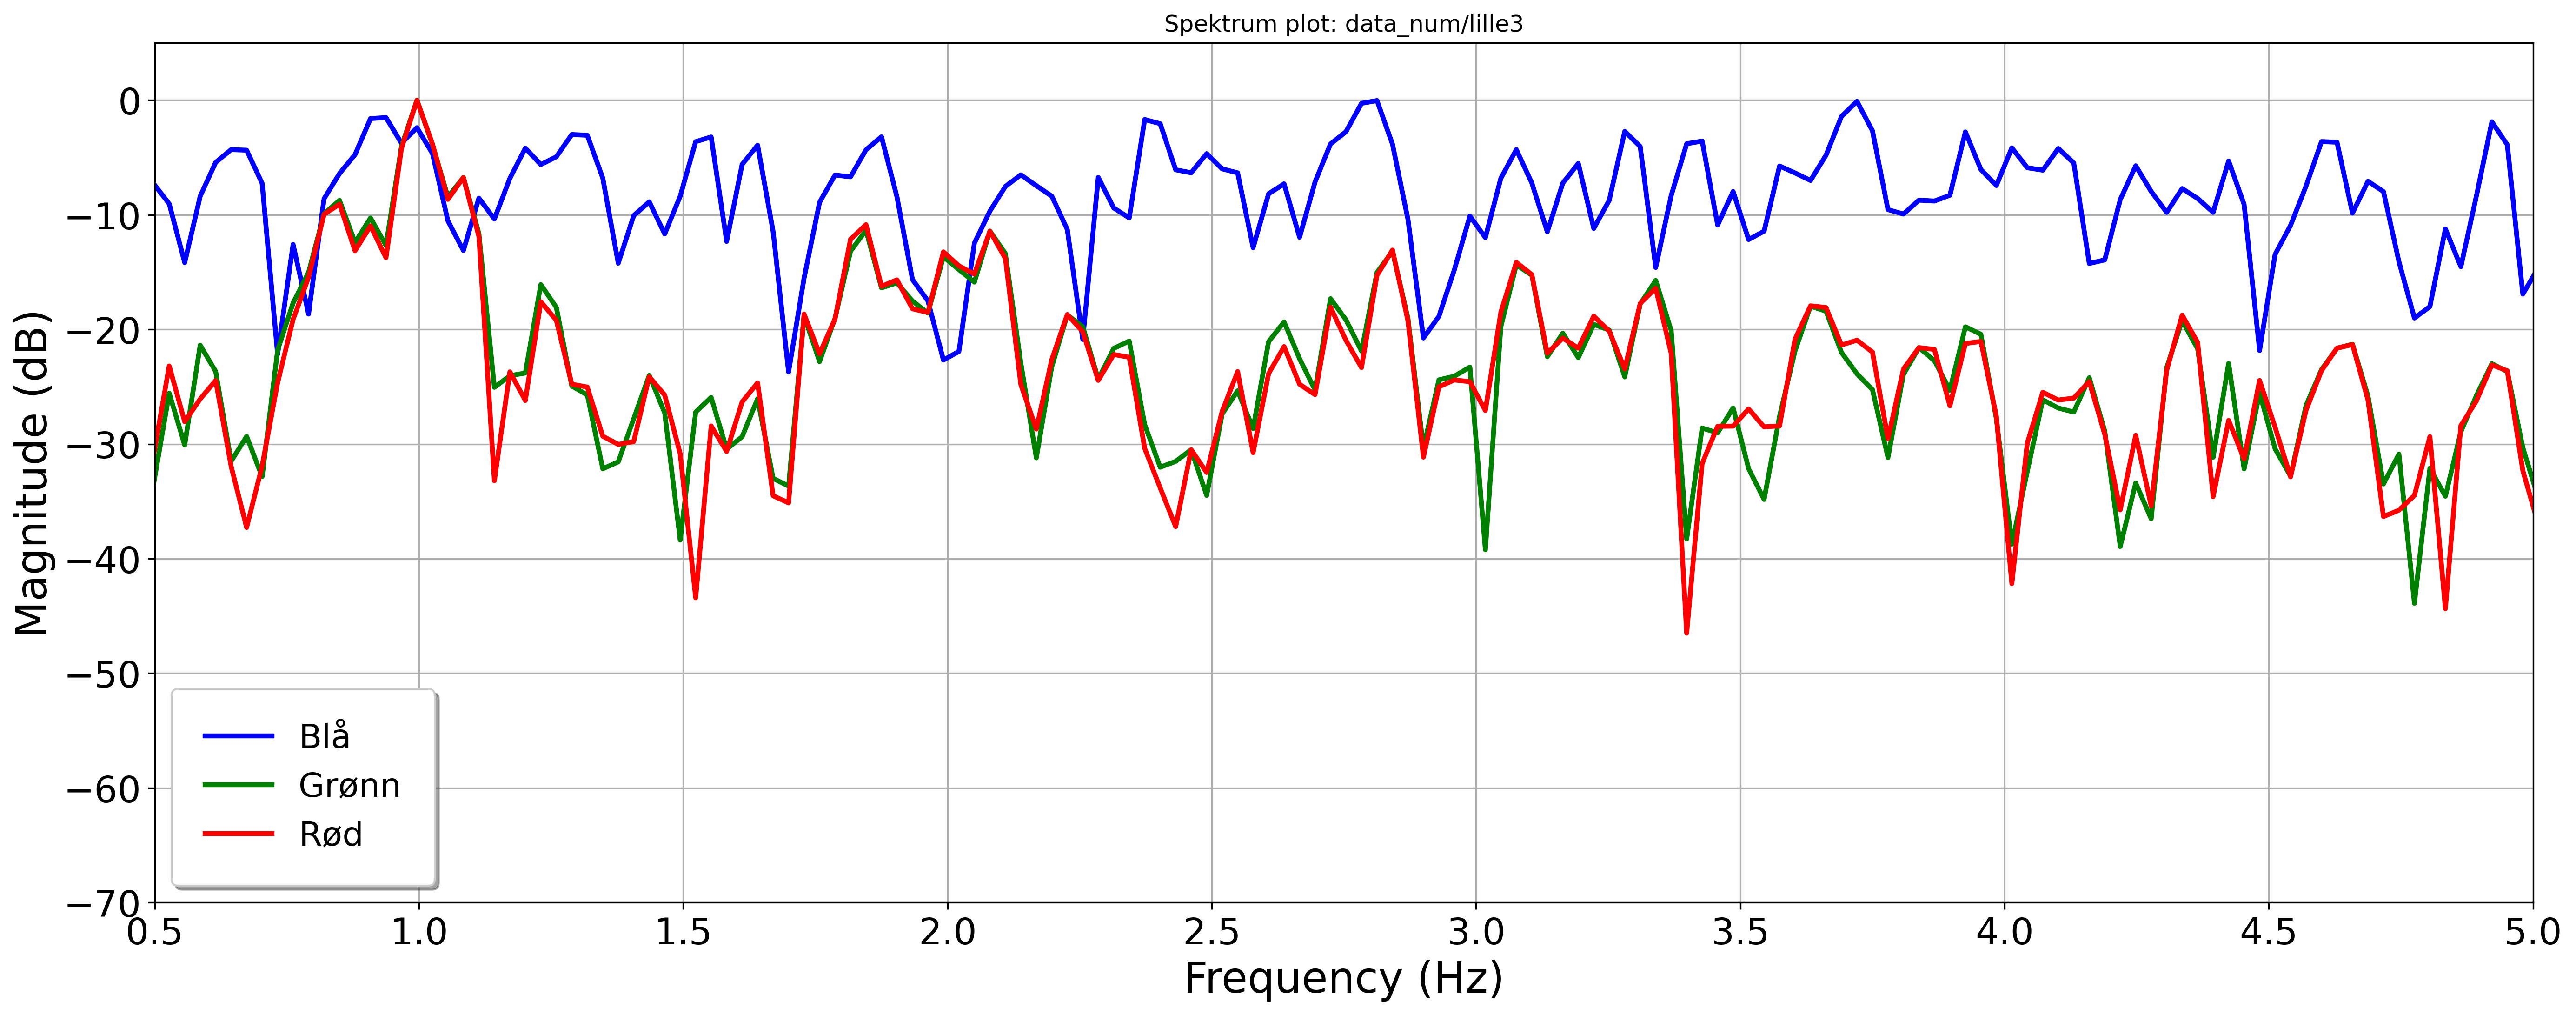 Spektrum plot: data_num/lille3
Magnitude (dB)
0
−10
−20
−30
−40
−50
−60
−70
Blå
Grønn
Rød
0.5 1.0 1.5 2.0 2.5 3.0 3.5 4.0 4.5 5.0
Frequency (Hz)